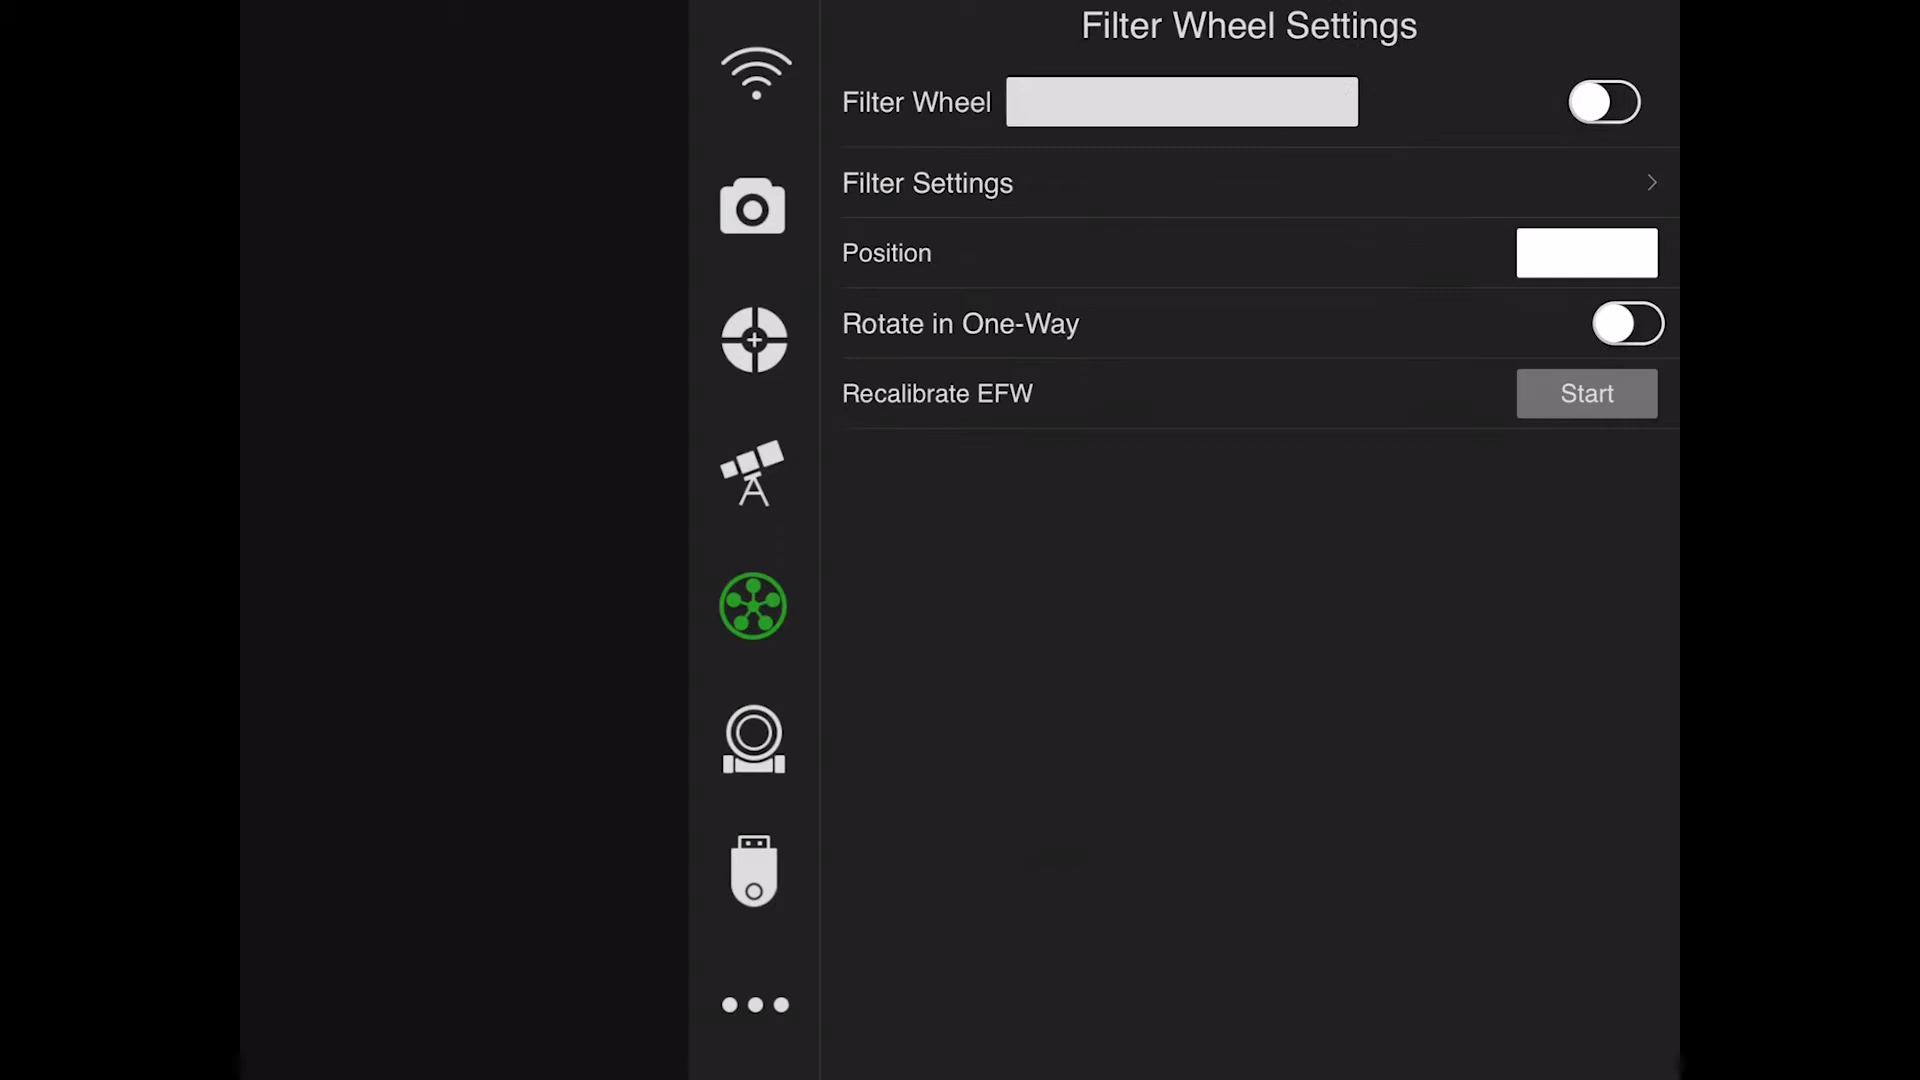 Filter Wheel Settings
Filter Wheel
Filter Settings
Position
Rotate in One-Way
Recalibrate EFW
Start